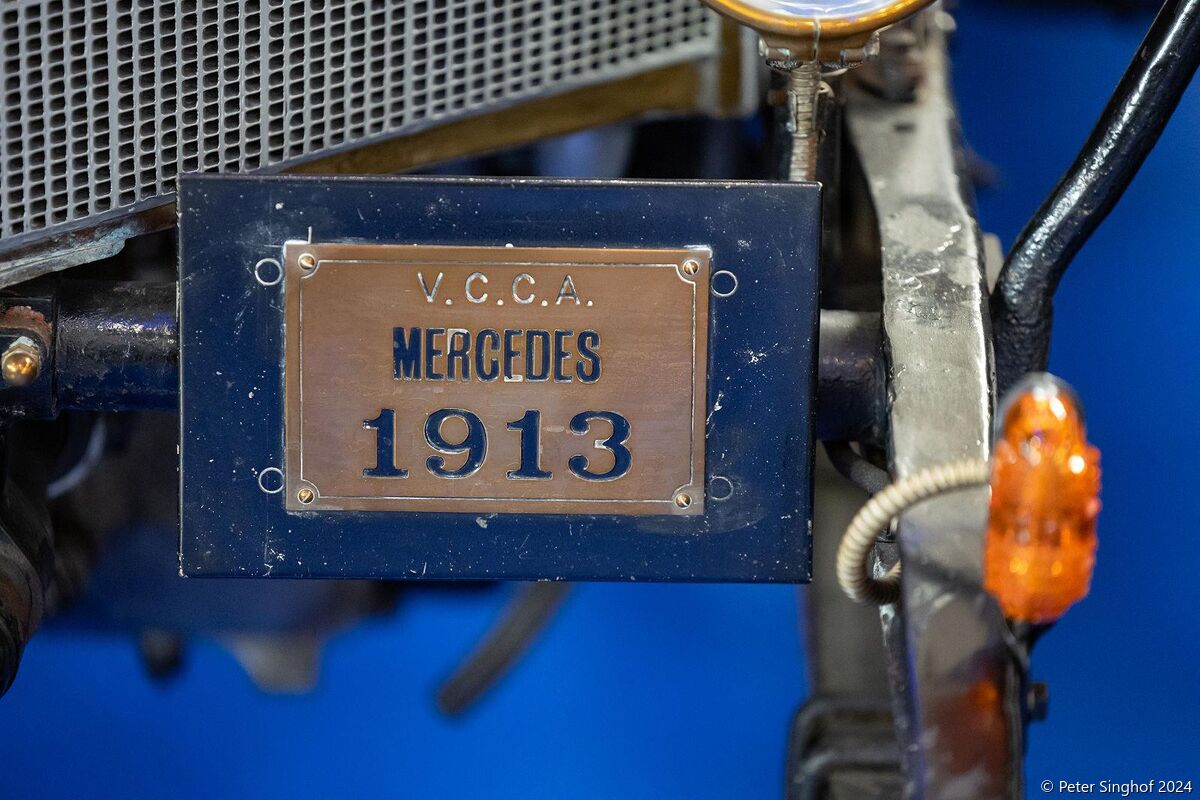 V.C.C.A.
MERCEDES
1913
© Peter Singhof 2024